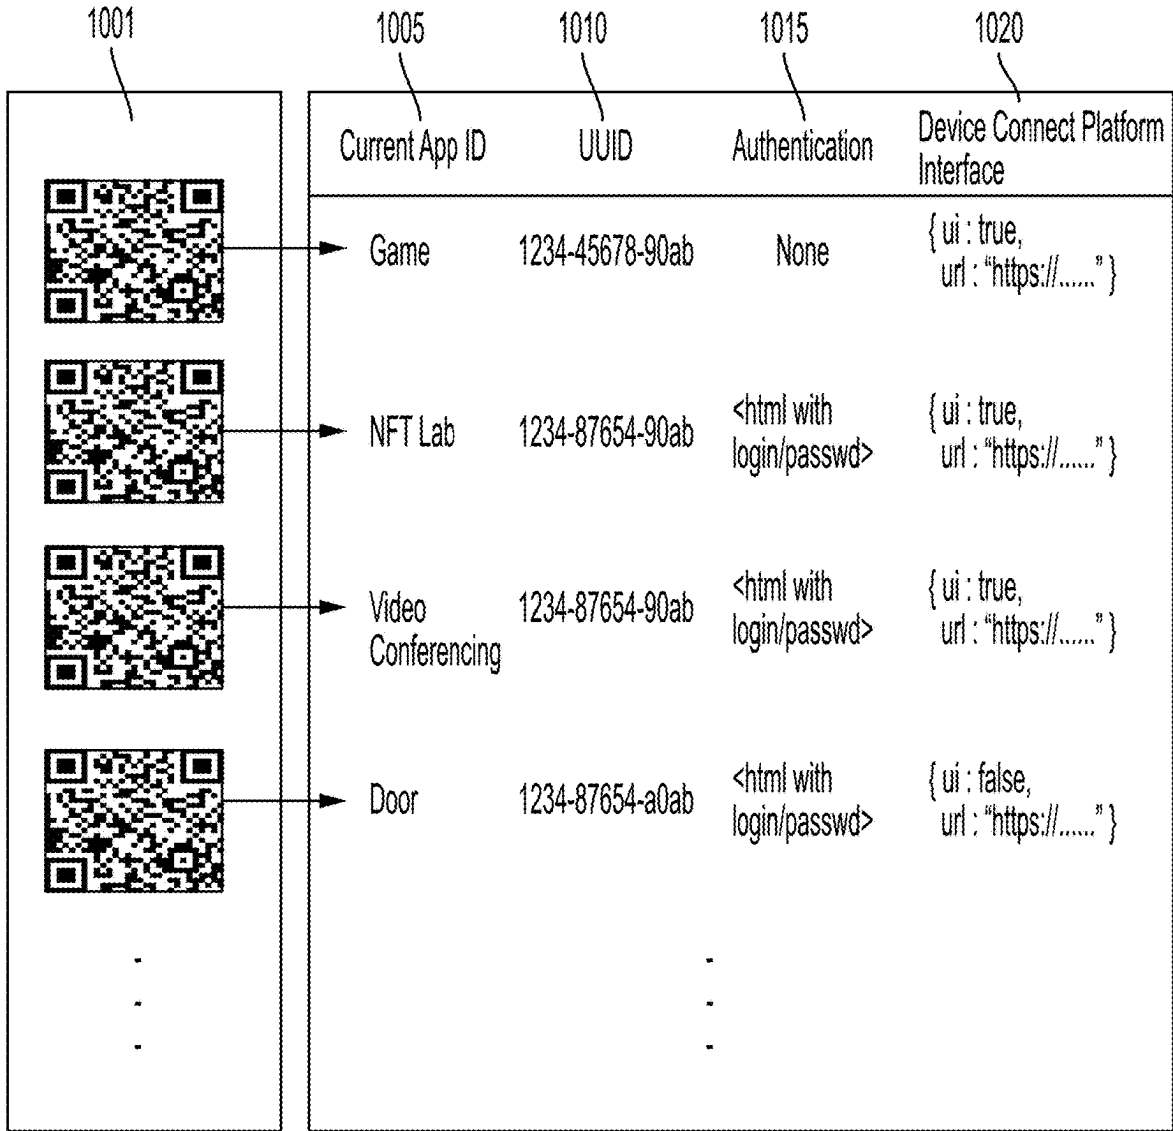 1001
1005 1010 1015 1020
Current App ID UUID Authentication Device Connect Platform
Interface
Game 1234-45678-90ab None { ui : true,
url : “https://......” }
NFT Lab 1234-87654-90ab <html with { ui : true,
login/passwd> url : “https://......” }
Video 1234-87654-90ab <html with { ui : true,
Conferencing login/passwd> url : “https://......” }
Door 1234-87654-a0ab <html with { ui : false,
login/passwd> url : “https://......” }